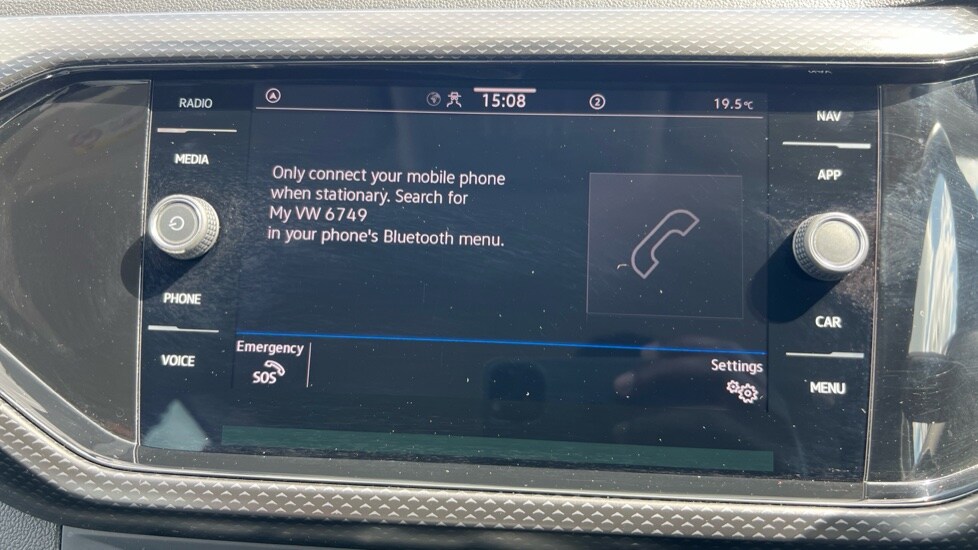 RADIO
MEDIA
PHONE
VOICE
15:08
2
19.5°C
Only connect your mobile phone
when stationary. Search for
My VW 6749
in your phone's Bluetooth menu.
Emergency
SOS
Settings
NAV
APP
CAR
MENU